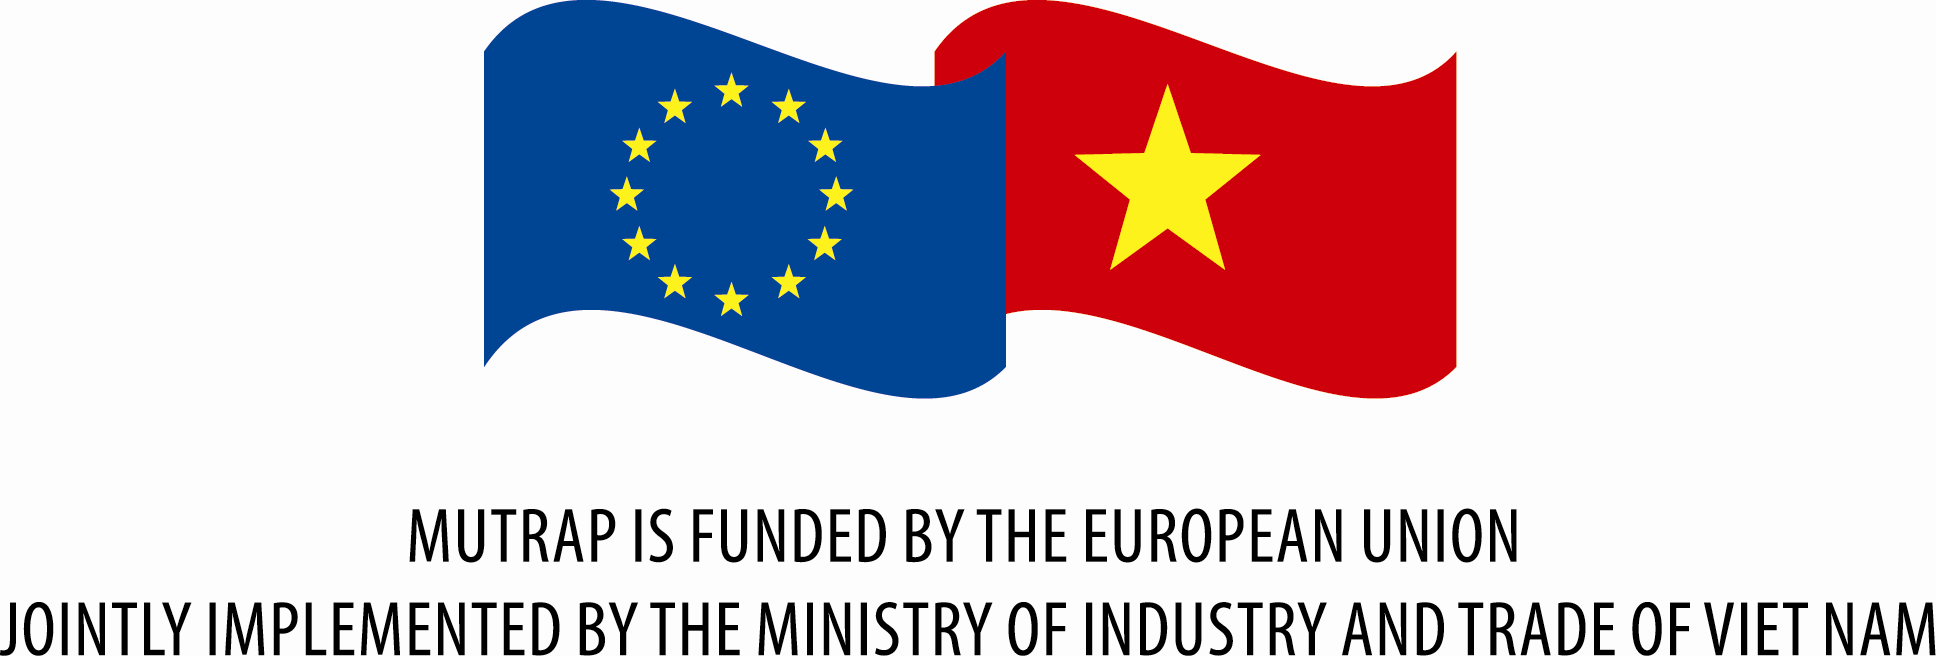 MUTRAP IS FUNDED BY THE EUROPEAN UNION
JOINTLY IMPLEMENTED BY THE MINISTRY OF INDUSTRY AND TRADE OF VIET NAM